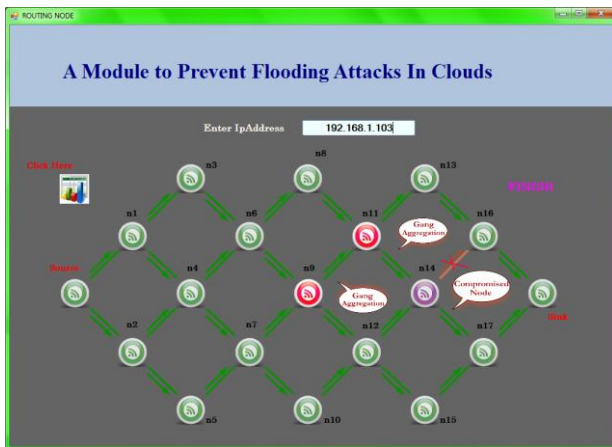 ROUTING NODE
A Module to Prevent Flooding Attacks In Clouds
Enter IpAddress 192.168.1.103
n8
n3
n13
Click Here
n1
n6
n11
n16
Gang
Aggregation
Source
n4
n9
n14
Gang
Aggregation
Compromised
Node
n2
n7
n12
n17
Sink
n5
n10
n15